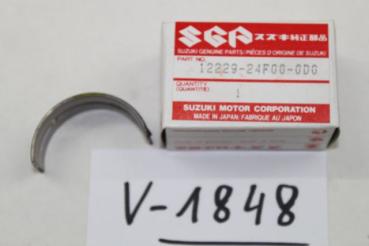 SGP スズキ純正部品
SUZUKI GENUINE PARTS/PIÈCES D'ORIGINE DE SUZUKI
PART NO.
12229-24F00-0D0
QUANTITY
(QUANTITÉ) 1
SUZUKI MOTOR CORPORATION
MADE IN JAPAN/FABRIQUÉ AU JAPON
V-1848